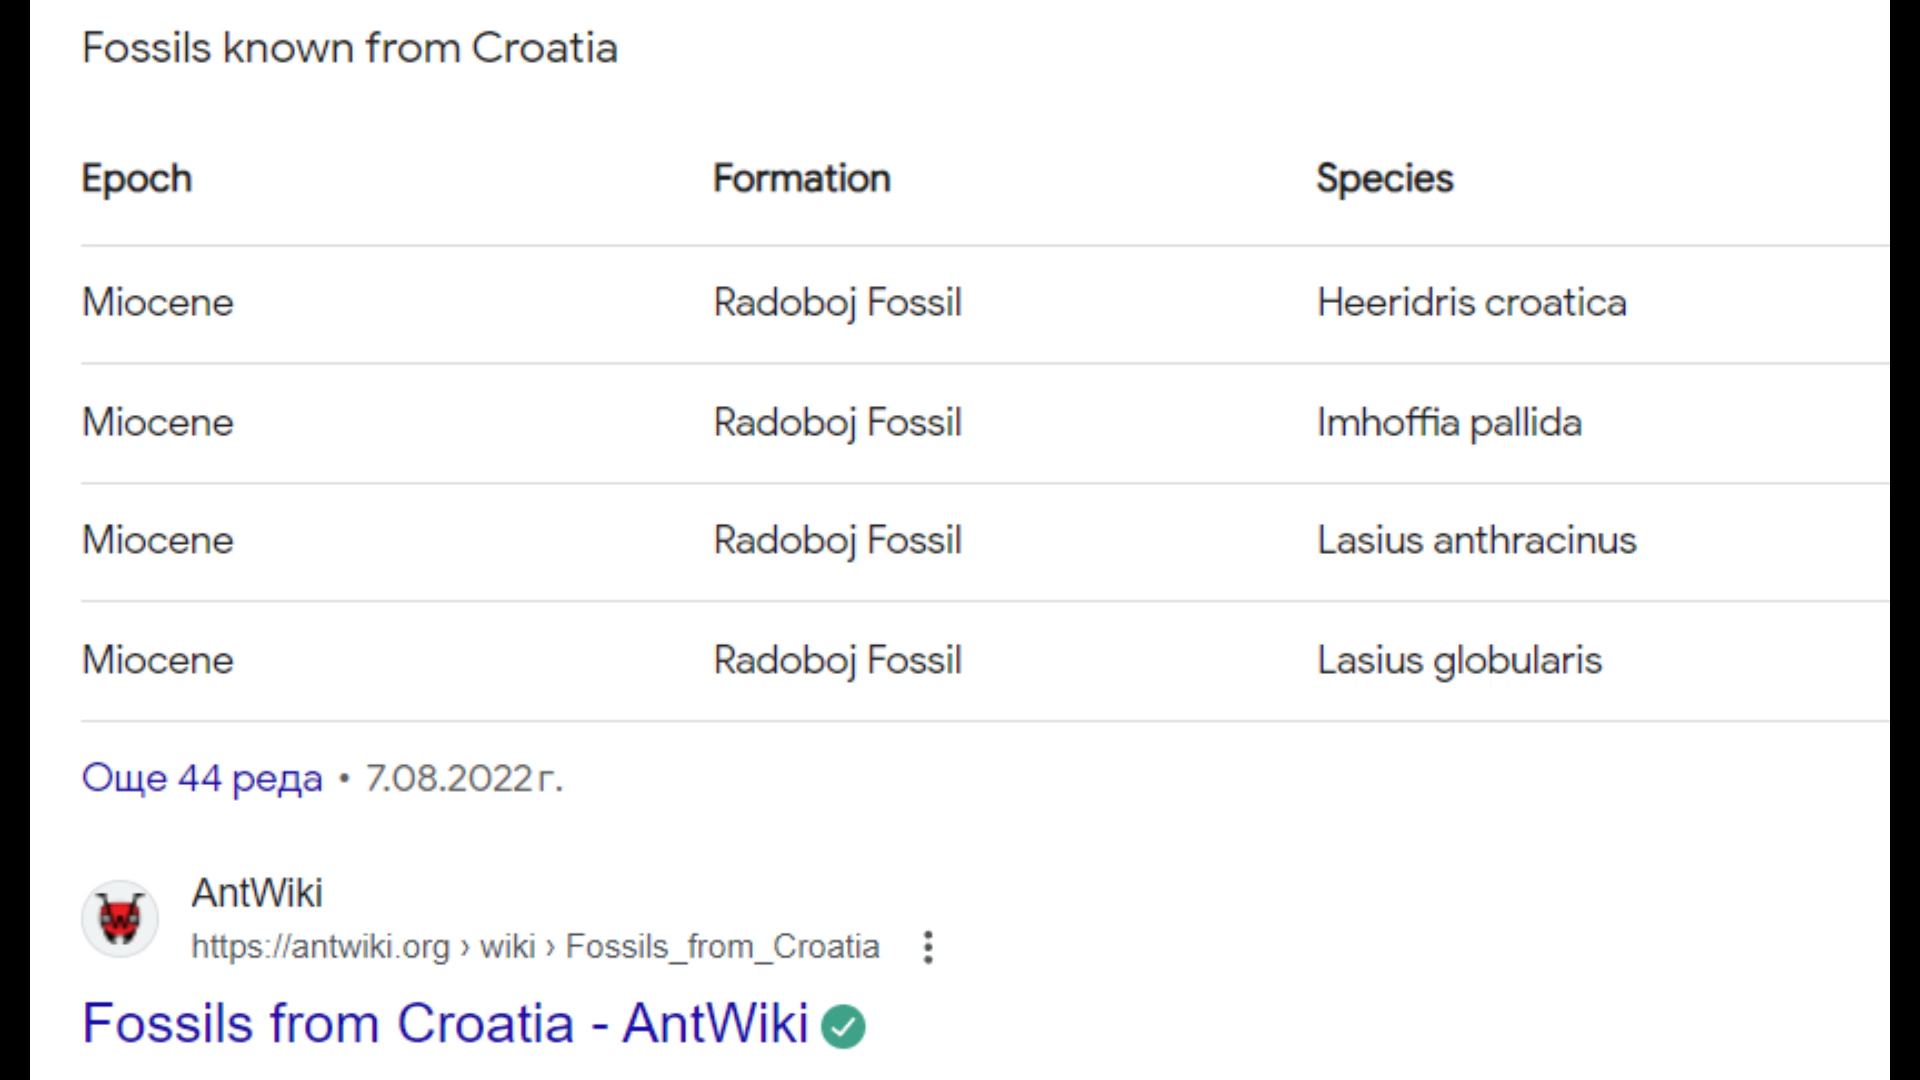 Fossils known from Croatia
Epoch Formation Species
Miocene Radoboj Fossil Heeridris croatica
Miocene Radoboj Fossil Imhoffia pallida
Miocene Radoboj Fossil Lasius anthracinus
Miocene Radoboj Fossil Lasius globularis
Още 44 реда • 7.08.2022 г.
AntWiki
https://antwiki.org › wiki › Fossils_from_Croatia
Fossils from Croatia - AntWiki